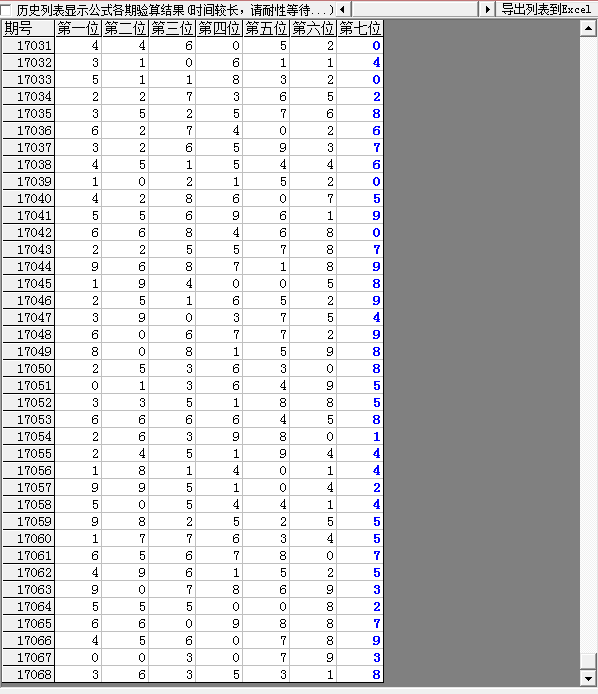 历史列表显示公式各期验算结果(时间较长，请耐性等待...) 导出列表到Excel
期号 第一位 第二位 第三位 第四位 第五位 第六位 第七位
17031 4 4 6 0 5 2 0
17032 3 1 0 6 1 1 4
17033 5 1 1 8 3 2 0
17034 2 2 7 3 6 5 2
17035 3 5 2 5 7 6 8
17036 6 2 7 4 0 2 6
17037 3 2 6 5 9 3 7
17038 4 5 1 5 4 4 6
17039 1 0 2 1 5 2 0
17040 4 2 8 6 0 7 5
17041 5 5 6 9 6 1 9
17042 6 6 8 4 6 8 0
17043 2 2 5 5 7 8 7
17044 9 6 8 7 1 8 9
17045 1 9 4 0 0 5 8
17046 2 5 1 6 5 2 9
17047 3 9 0 3 7 5 4
17048 6 0 6 7 7 2 9
17049 8 0 8 1 5 9 8
17050 2 5 3 6 3 0 8
17051 0 1 3 6 4 9 5
17052 3 3 5 1 8 8 5
17053 6 6 6 6 4 5 8
17054 2 6 3 9 8 0 1
17055 2 4 5 1 9 4 4
17056 1 8 1 4 0 1 4
17057 9 9 5 1 0 4 2
17058 5 0 5 4 4 1 4
17059 9 8 2 5 2 5 5
17060 1 7 7 6 3 4 5
17061 6 5 6 7 8 0 7
17062 4 9 6 1 5 2 5
17063 9 0 7 8 6 9 3
17064 5 5 5 0 0 8 2
17065 6 6 0 9 8 8 7
17066 4 5 6 0 7 8 9
17067 0 0 3 0 7 9 3
17068 3 6 3 5 3 1 8